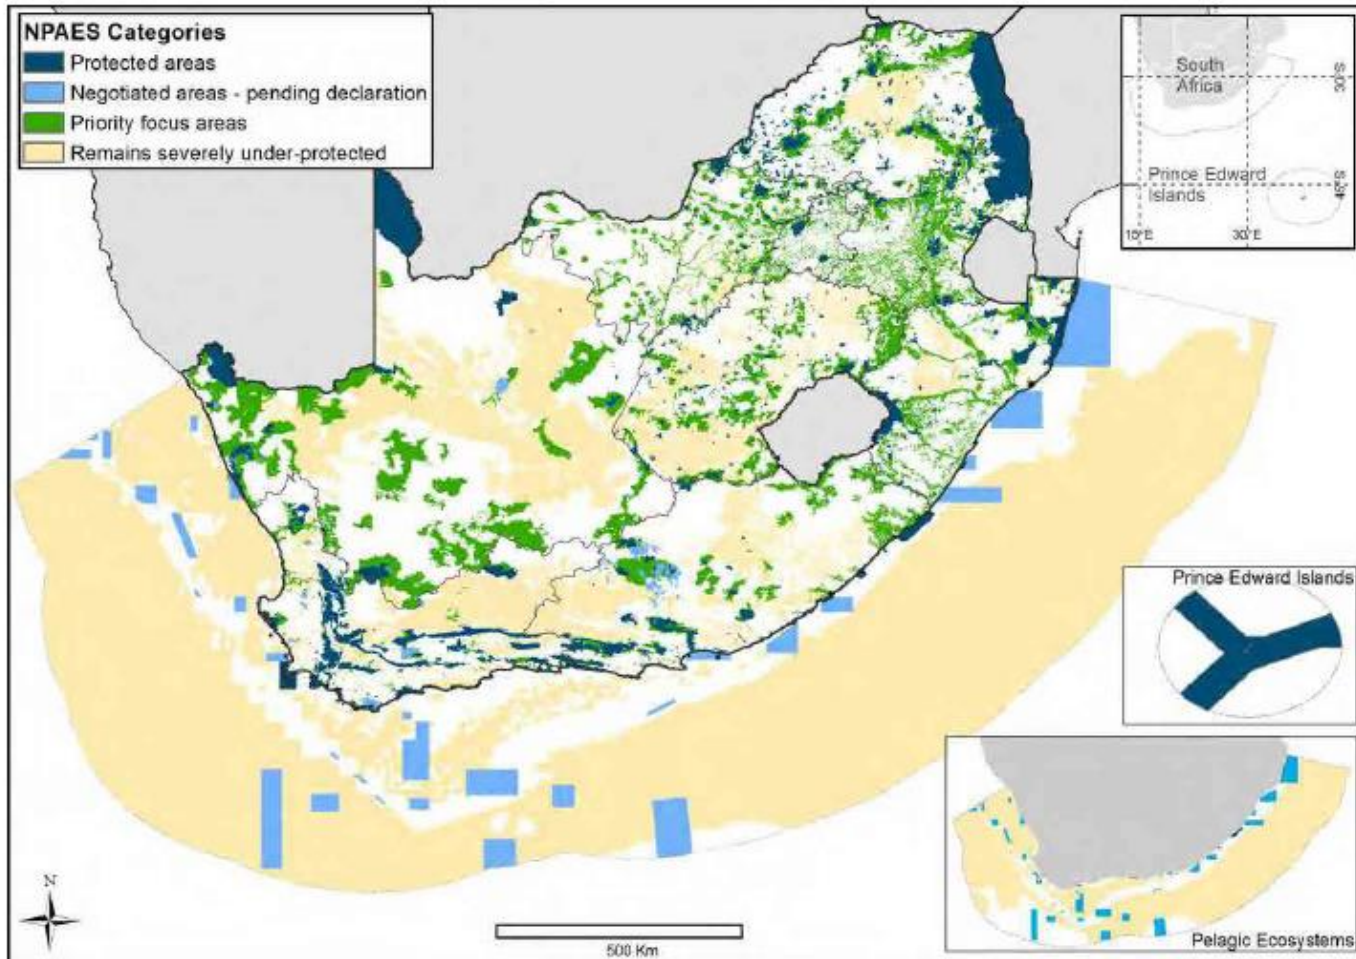 NPAES Categories
Protected areas
Negotiated areas - pending declaration
Priority focus areas
Remains severely under-protected
South
Africa
30°S
Prince Edward
Islands
45°S
10°E
30°E
Prince Edward Islands
N
500 Km
Pelagic Ecosystems